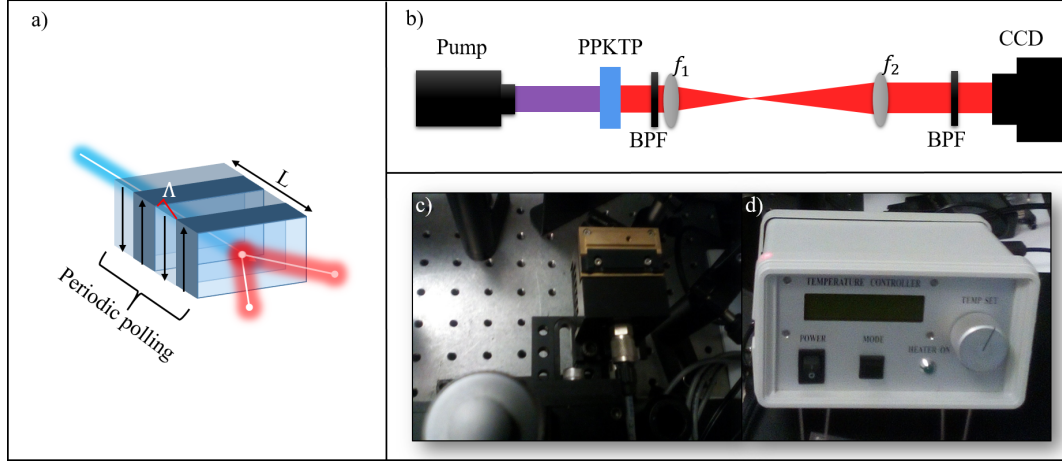 a)
Λ
L
Periodic polling
b)
Pump
PPKTP
f₁
f₂
CCD
BPF
BPF
c)
d)
TEMPERATURE CONTROLLER
TEMP SET
POWER
MODE
HEATER ON